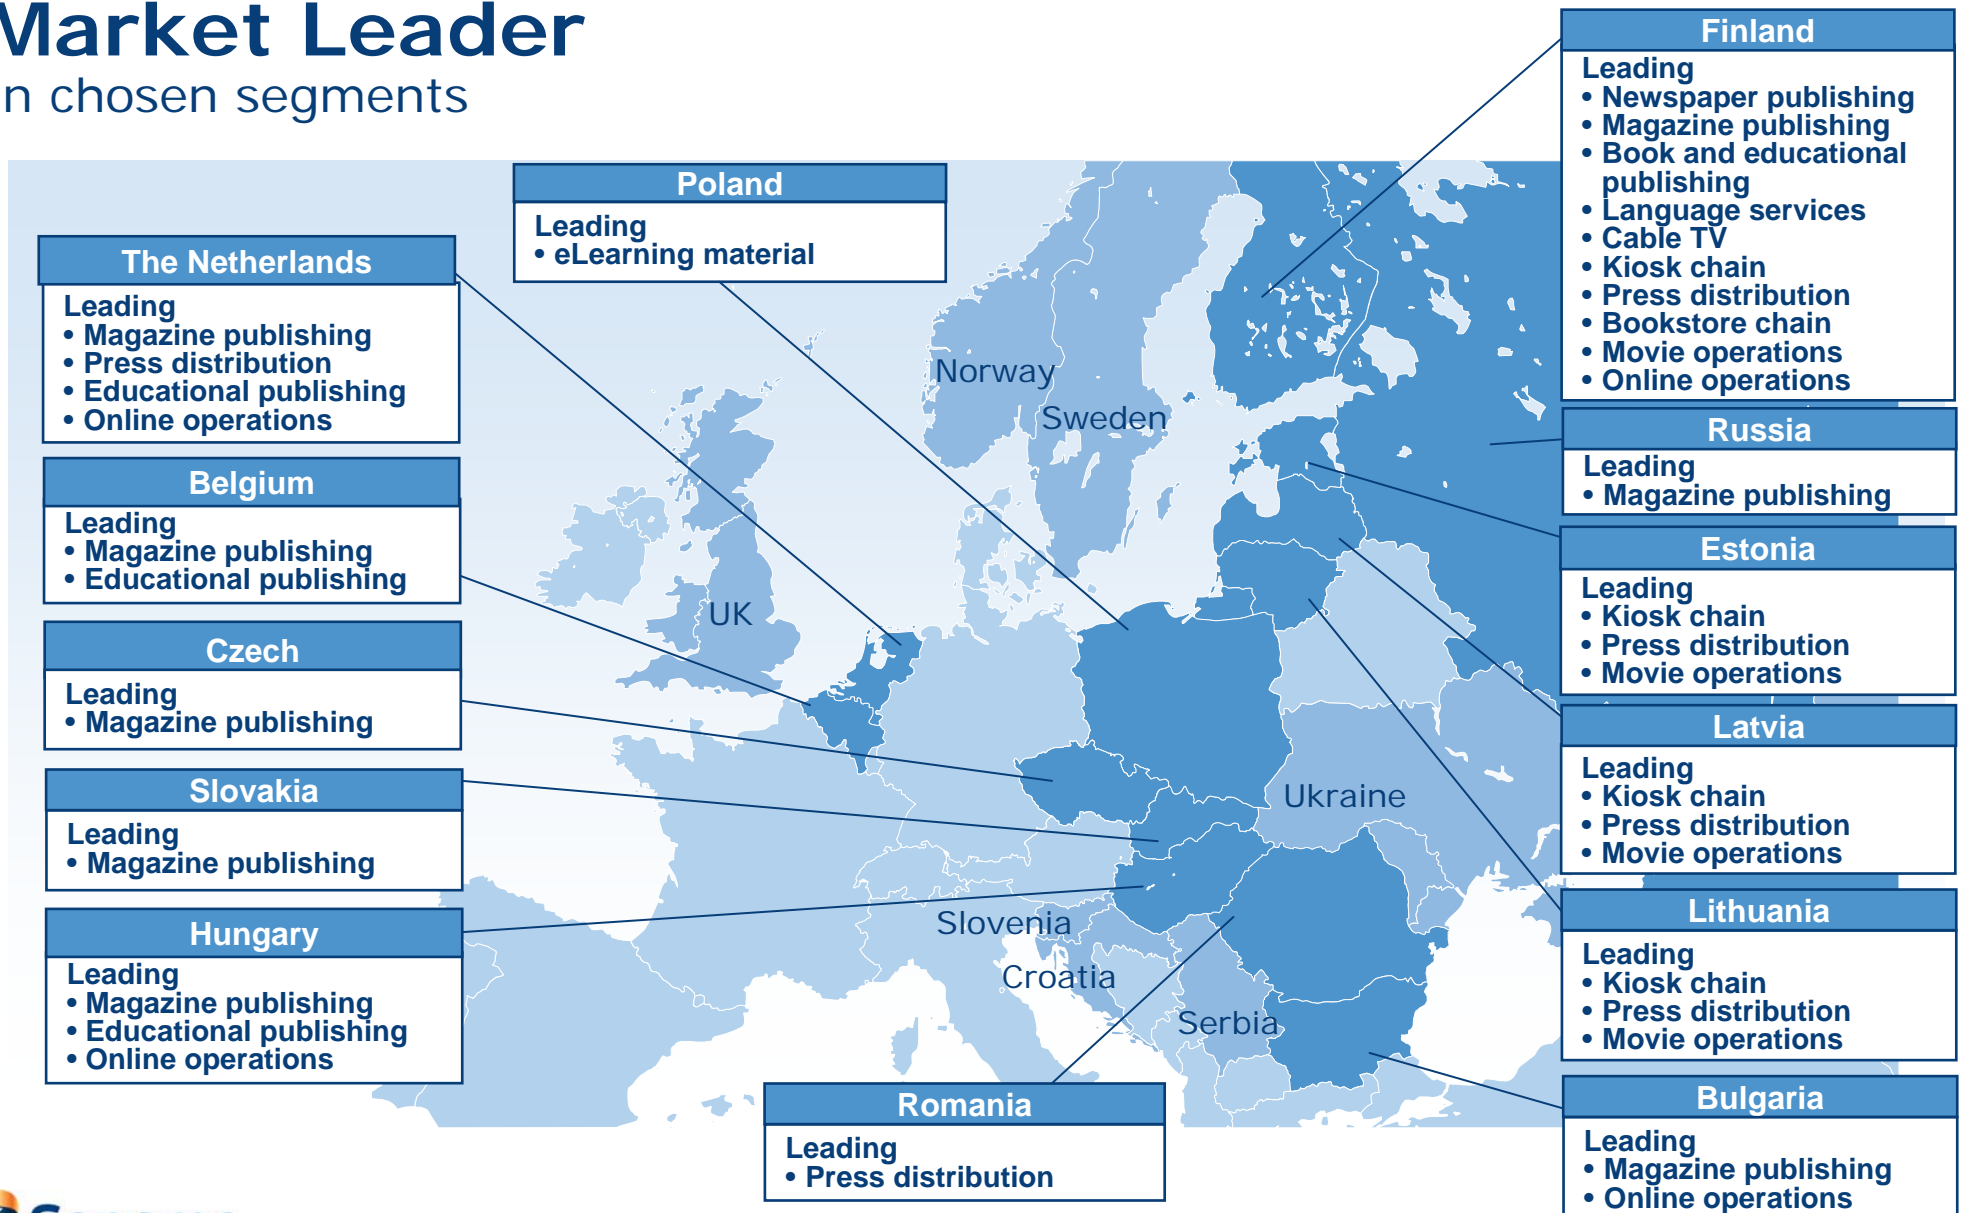 Market Leader
in chosen segments
Finland
Leading
• Newspaper publishing
• Magazine publishing
• Book and educational
publishing
• Language services
• Cable TV
• Kiosk chain
• Press distribution
• Bookstore chain
• Movie operations
• Online operations
Poland
Leading
• eLearning material
The Netherlands
Leading
• Magazine publishing
• Press distribution
• Educational publishing
• Online operations
Norway
Sweden
Russia
Leading
• Magazine publishing
Belgium
Leading
• Magazine publishing
• Educational publishing
Estonia
Leading
• Kiosk chain
• Press distribution
• Movie operations
UK
Czech
Leading
• Magazine publishing
Latvia
Leading
• Kiosk chain
• Press distribution
• Movie operations
Slovakia
Leading
• Magazine publishing
Ukraine
Hungary
Leading
• Magazine publishing
• Educational publishing
• Online operations
Slovenia
Croatia
Serbia
Lithuania
Leading
• Kiosk chain
• Press distribution
• Movie operations
Romania
Leading
• Press distribution
Bulgaria
Leading
• Magazine publishing
• Online operations